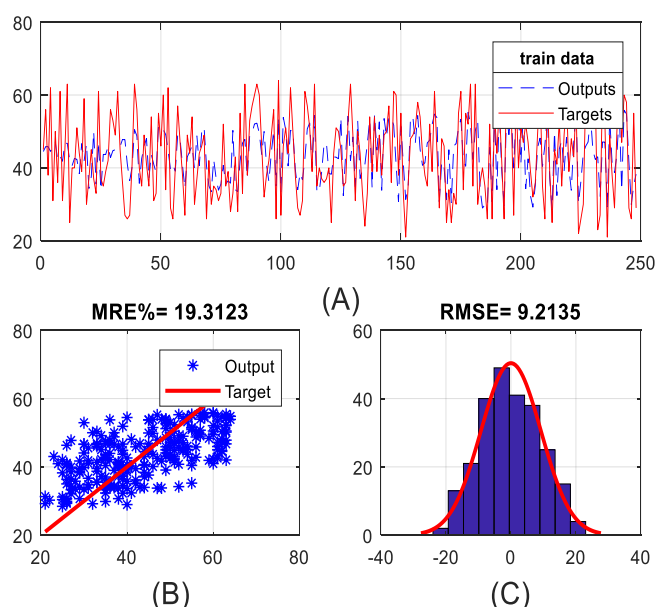 80
60
40
20
train data
Outputs
Targets
0 50 100 150 200 250
(A)
MRE%= 19.3123
80
60
40
20
Output
Target
20 40 60 80
(B)
RMSE= 9.2135
60
40
20
0
-40 -20 0 20 40
(C)